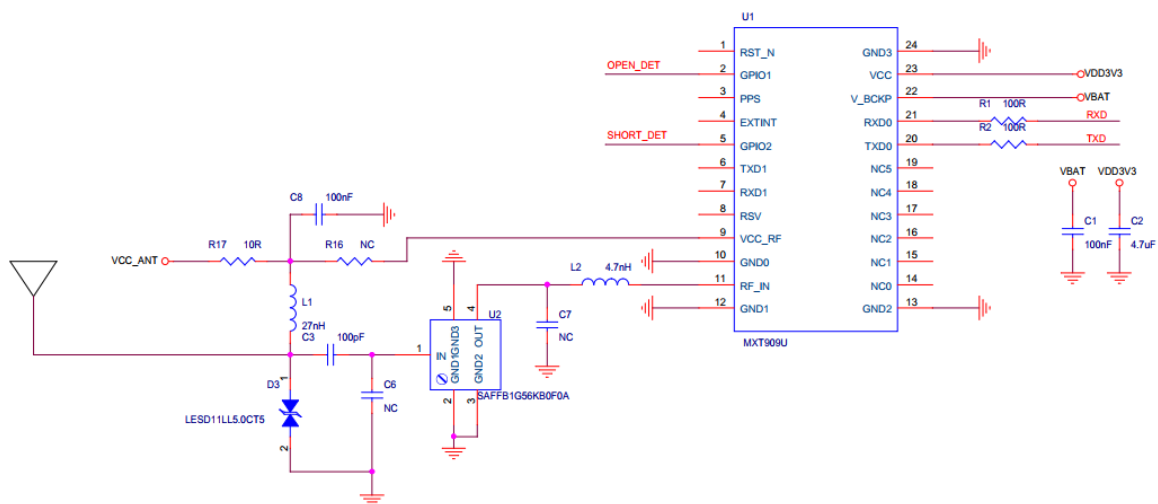 U1
1 RST_N GND3 24
OPEN_DET 2 GPIO1 VCC 23 VDD3V3
3 PPS V_BCKP 22 VBAT
4 EXTINT RXD0 21 R1 100R RXD
SHORT_DET 5 GPIO2 TXD0 20 R2 100R TXD
6 TXD1 NC5 19
7 RXD1 NC4 18
8 RSV NC3 17
9 VCC_RF NC2 16
10 GND0 NC1 15
11 RF_IN NC0 14
12 GND1 GND2 13
MXT909U
VBAT VDD3V3
C1 100nF
C2 4.7uF
C8 100nF
VCC_ANT R17 10R R16 NC
L1 27nH
C3 100pF
L2 4.7nH
C7 NC
5 4 U2
1 IN GND1 GND3 GND2 OUT
2 3 SAFFB1G56KB0F0A
C6 NC
D3 1
LESD11LL5.0CT5
2